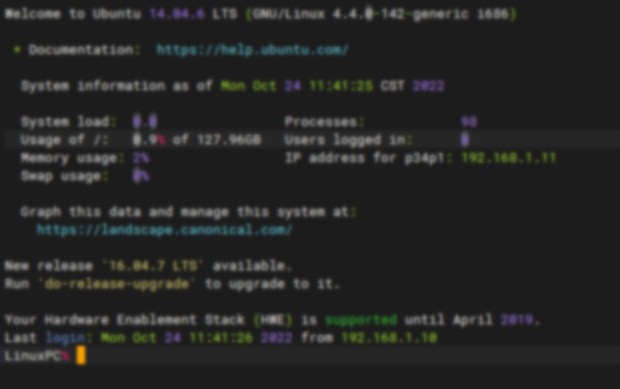 Welcome to Ubuntu 14.04.6 LTS (GNU/Linux 4.4.0-142-generic i686)
* Documentation: https://help.ubuntu.com/
System information as of Mon Oct 24 11:41:25 CST 2022
System load: 0.0 Processes: 98
Usage of /: 0.9% of 127.96GB Users logged in: 0
Memory usage: 2% IP address for p34p1: 192.168.1.11
Swap usage: 0%
Graph this data and manage this system at:
https://landscape.canonical.com/
New release '16.04.7 LTS' available.
Run 'do-release-upgrade' to upgrade to it.
Your Hardware Enablement Stack (HWE) is supported until April 2019.
Last login: Mon Oct 24 11:41:26 2022 from 192.168.1.10
LinuxPC%